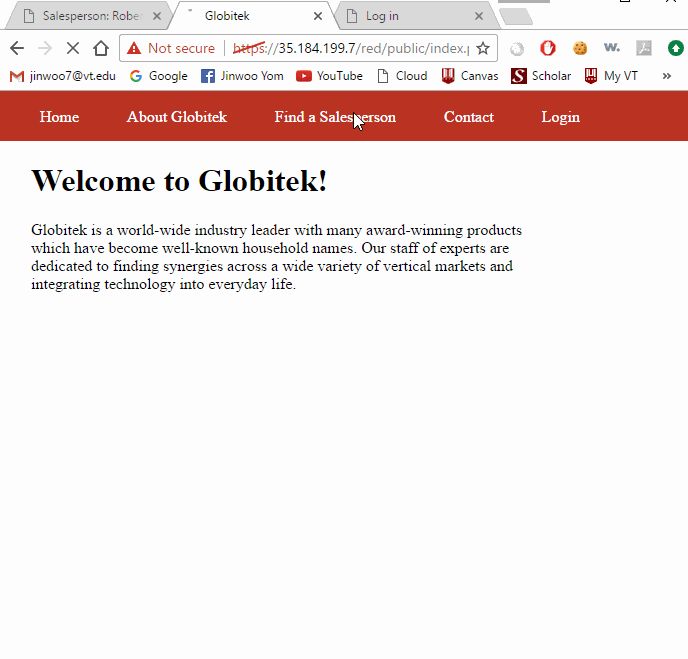 Salesperson: Rober
Globitek
Log in
Not secure
https://35.184.199.7/red/public/index.p
jinwoo7@vt.edu
Google
Jinwoo Yom
YouTube
Cloud
Canvas
Scholar
My VT
Home
About Globitek
Find a Salesperson
Contact
Login
Welcome to Globitek!
Globitek is a world-wide industry leader with many award-winning products
which have become well-known household names. Our staff of experts are
dedicated to finding synergies across a wide variety of vertical markets and
integrating technology into everyday life.